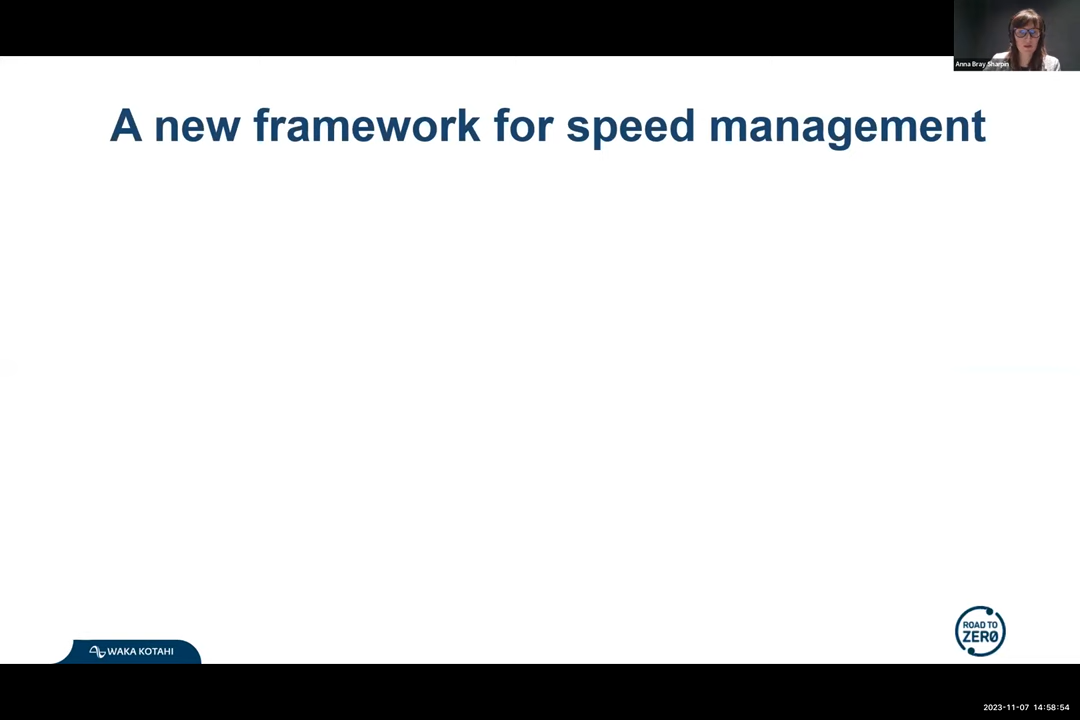 Anna Bray Sharpin
A new framework for speed management
WAKA KOTAHI
ROAD TO
ZERO
2023-11-07 14:58:54